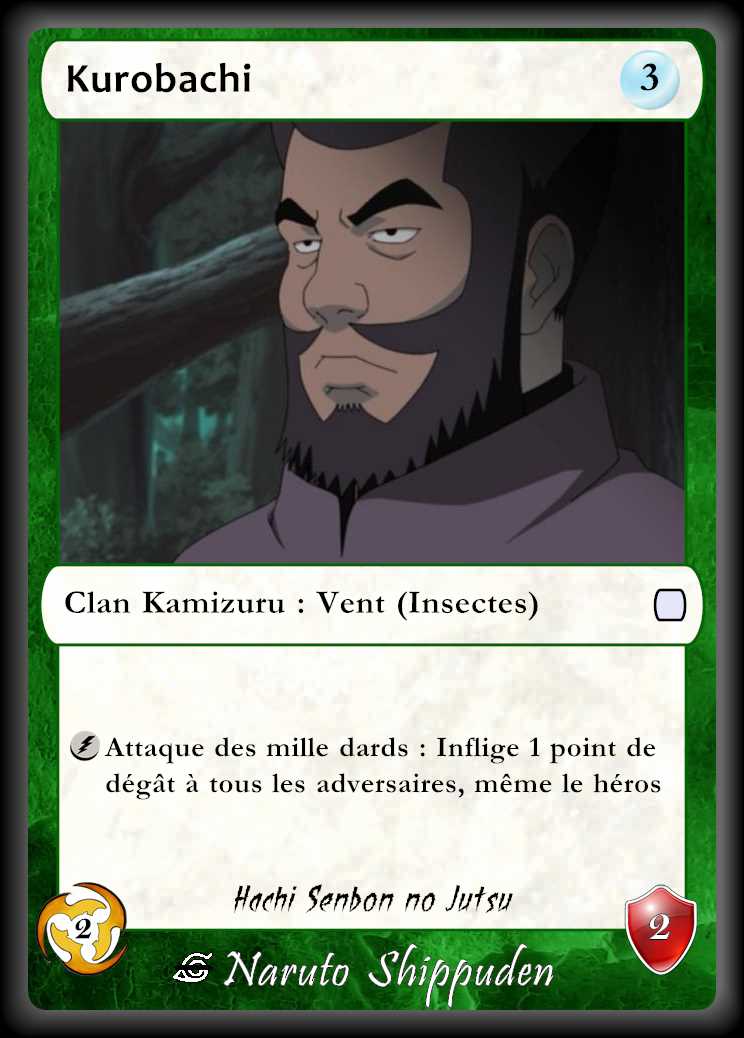 Kurobachi
3
Clan Kamizuru : Vent (Insectes)
Attaque des mille dards : Inflige 1 point de
dégât à tous les adversaires, même le héros
Hachi Senbon no Jutsu
2
2
Naruto Shippuden